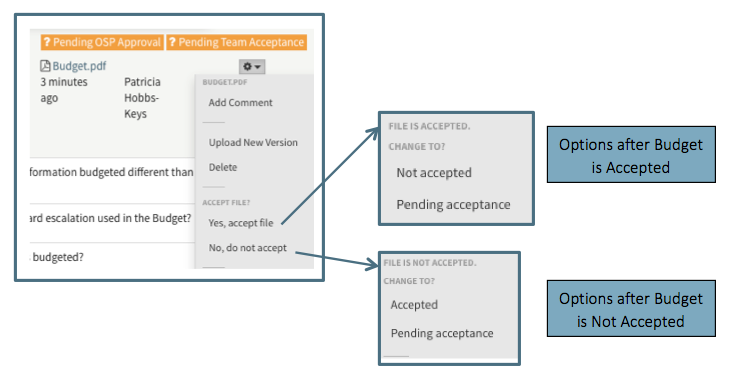 ? Pending OSP Approval ? Pending Team Acceptance
Budget.pdf
3 minutes
ago
Patricia
Hobbs-
Keys
BUDGET.PDF
Add Comment
Upload New Version
Delete
ACCEPT FILE?
Yes, accept file
No, do not accept
formation budgeted different than
ard escalation used in the Budget?
budgeted?
FILE IS ACCEPTED.
CHANGE TO?
Not accepted
Pending acceptance
Options after Budget
is Accepted
FILE IS NOT ACCEPTED.
CHANGE TO?
Accepted
Pending acceptance
Options after Budget
is Not Accepted